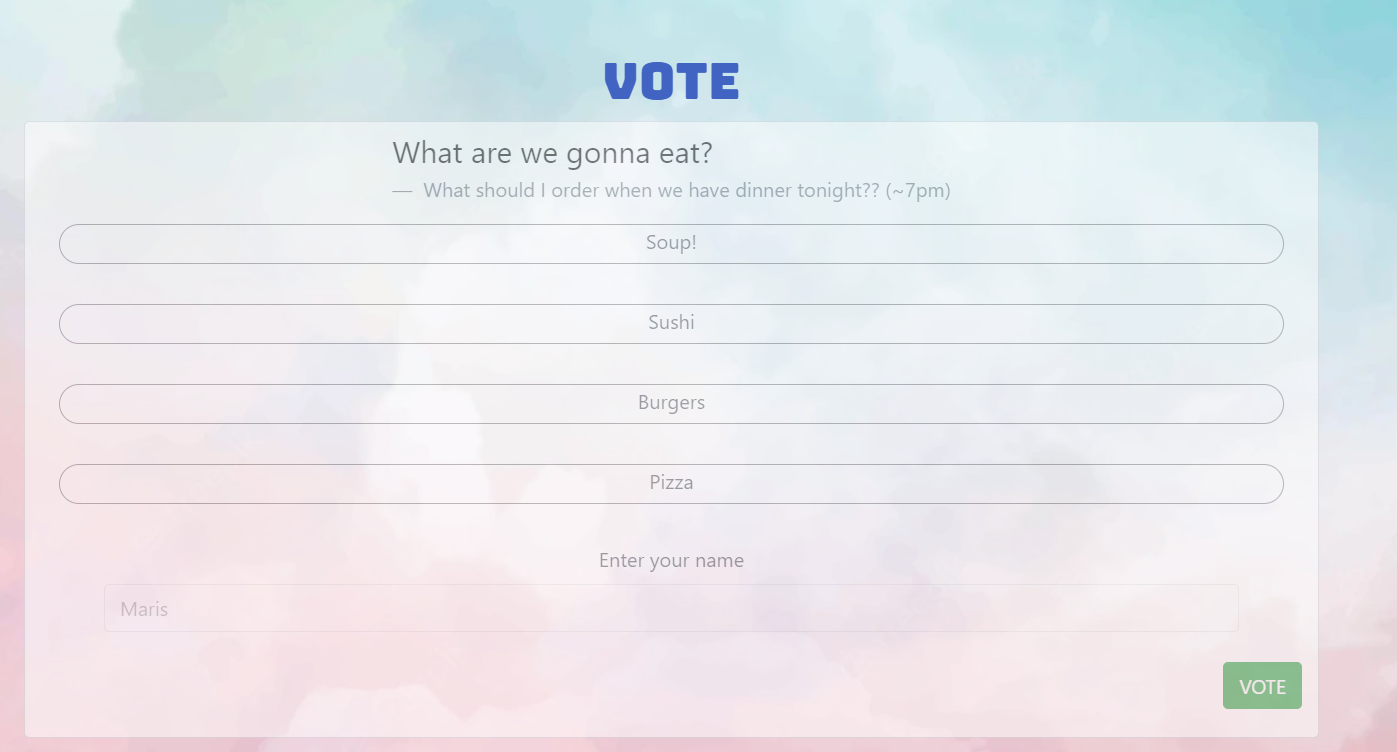 VOTE
What are we gonna eat?
— What should I order when we have dinner tonight?? (~7pm)
Soup!
Sushi
Burgers
Pizza
Enter your name
Maris
VOTE